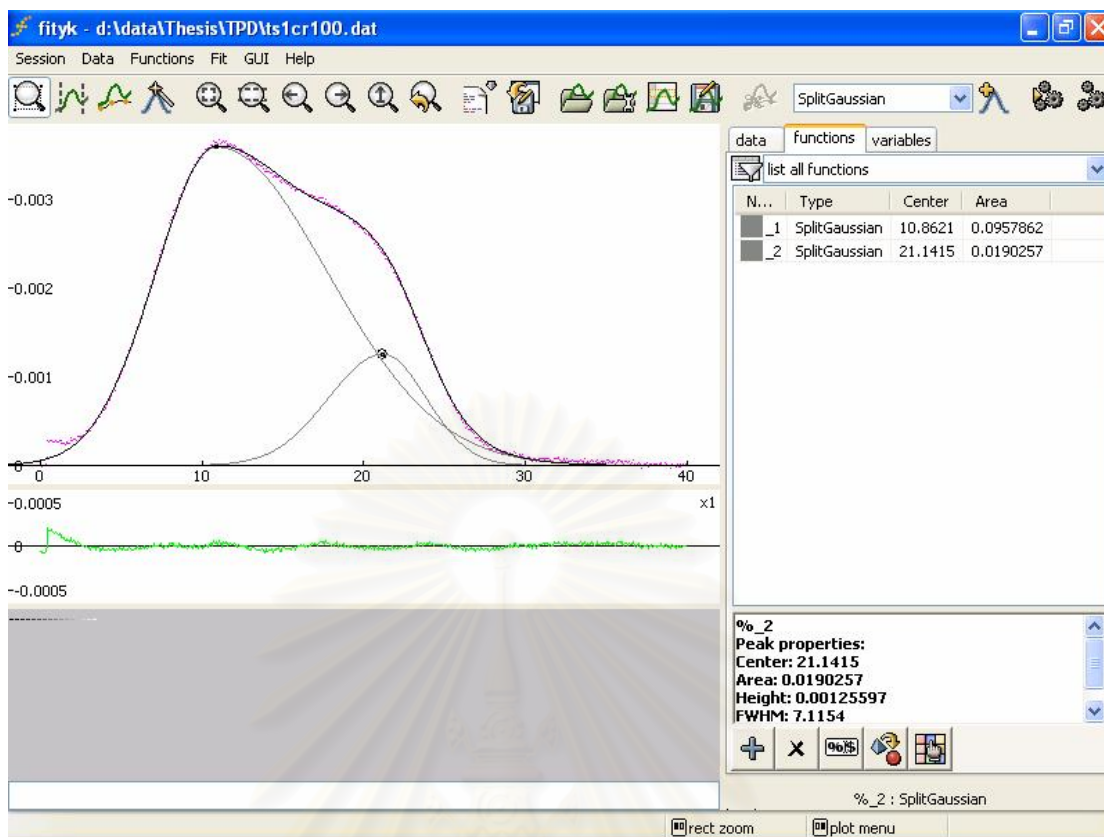 fityk - d:\data\Thesis\TPD\ts1cr100.dat
Session Data Functions Fit GUI Help
SplitGaussian
data functions variables
list all functions
N... Type Center Area
_1 SplitGaussian 10.8621 0.0957862
_2 SplitGaussian 21.1415 0.0190257
0.003
0.002
0.001
0
0 10 20 30 40
0.0005
x1
0
-0.0005
%_2
Peak properties:
Center: 21.1415
Area: 0.0190257
Height: 0.00125597
FWHM: 7.1154
%_2 : SplitGaussian
rect zoom plot menu